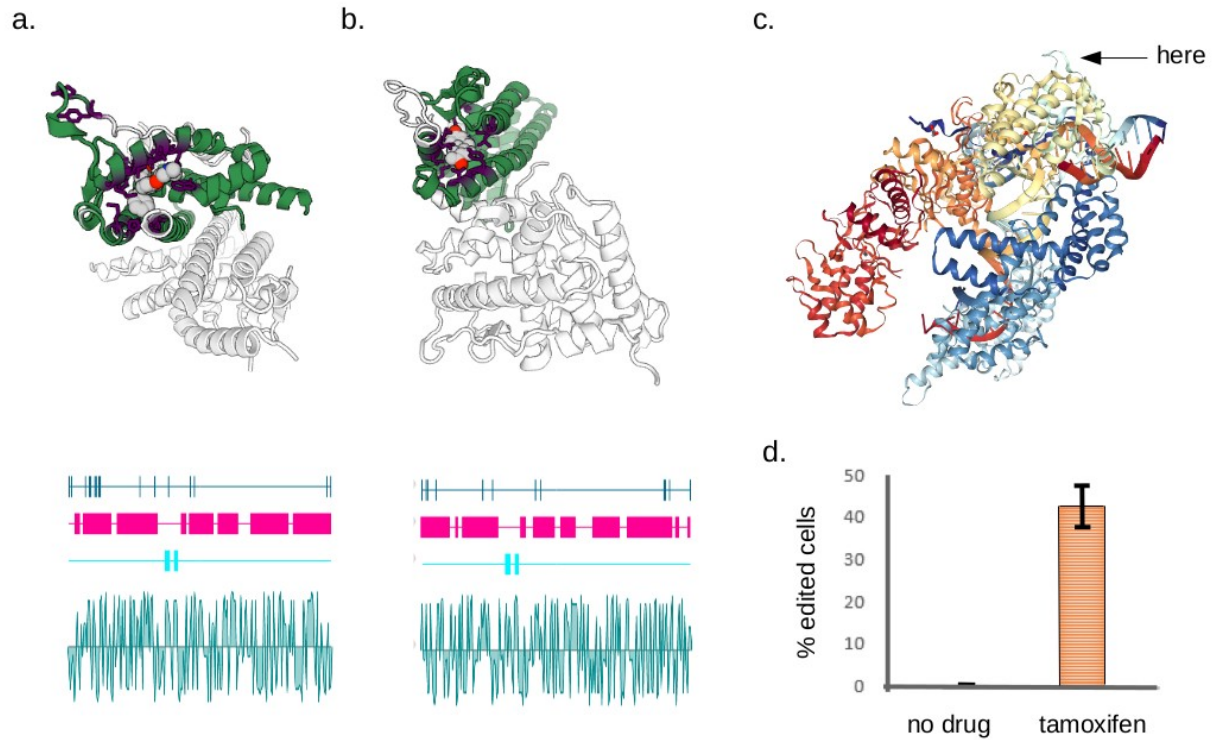 a.
b.
c.
here
d.
% edited cells
50
40
30
20
10
0
no drug
tamoxifen